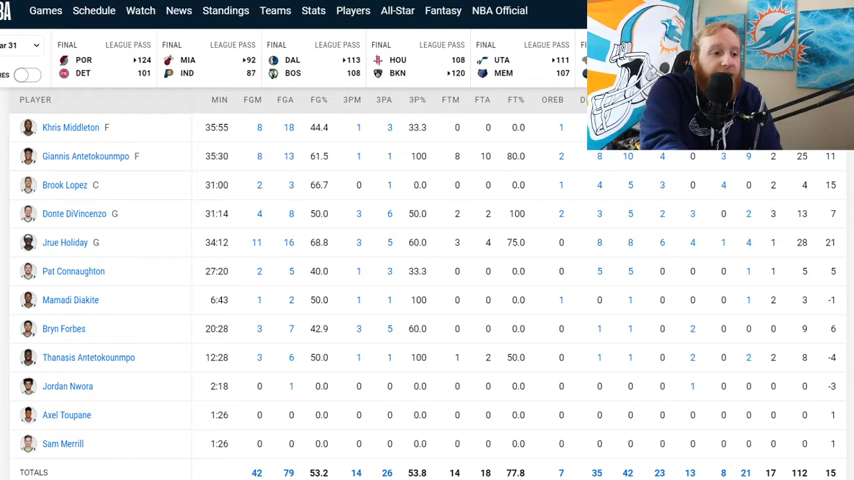 BA Games Schedule Watch News Standings Teams Stats Players All-Star Fantasy NBA Official
ar 31 FINAL LEAGUE PASS FINAL LEAGUE PASS FINAL LEAGUE PASS FINAL LEAGUE PASS FINAL LEAGUE PASS
POR 124 MIA 92 DAL 113 HOU 108 UTA 111
RES DET 101 IND 87 BOS 108 BKN 120 MEM 107
PLAYER MIN FGM FGA FG% 3PM 3PA 3P% FTM FTA FT% OREB
Khris Middleton F 35:55 8 18 44.4 1 3 33.3 0 0 0.0 1
Giannis Antetokounmpo F 35:30 8 13 61.5 1 1 100 8 10 80.0 2 8 10 4 0 3 9 2 25 11
Brook Lopez C 31:00 2 3 66.7 0 1 0.0 0 0 0.0 1 4 5 3 0 4 0 2 4 15
Donte DiVincenzo G 31:14 4 8 50.0 3 6 50.0 2 2 100 2 3 5 2 3 0 2 3 13 7
Jrue Holiday G 34:12 11 16 68.8 3 5 60.0 3 4 75.0 0 8 8 6 4 1 4 1 28 21
Pat Connaughton 27:20 2 5 40.0 1 3 33.3 0 0 0.0 0 5 5 0 0 0 1 1 5 5
Mamadi Diakite 6:43 1 2 50.0 1 1 100 0 0 0.0 1 0 1 0 0 0 1 2 3 -1
Bryn Forbes 20:28 3 7 42.9 3 5 60.0 0 0 0.0 0 1 1 0 2 0 0 0 9 6
Thanasis Antetokounmpo 12:28 3 6 50.0 1 1 100 1 2 50.0 0 1 1 0 2 0 2 2 8 -4
Jordan Nwora 2:18 0 1 0.0 0 0 0.0 0 0 0.0 0 0 0 0 1 0 0 0 0 -3
Axel Toupane 1:26 0 0 0.0 0 0 0.0 0 0 0.0 0 0 0 0 0 0 0 0 0 1
Sam Merrill 1:26 0 0 0.0 0 0 0.0 0 0 0.0 0 0 0 0 0 0 0 0 0 1
TOTALS 42 79 53.2 14 26 53.8 14 18 77.8 7 35 42 23 13 8 21 17 112 15